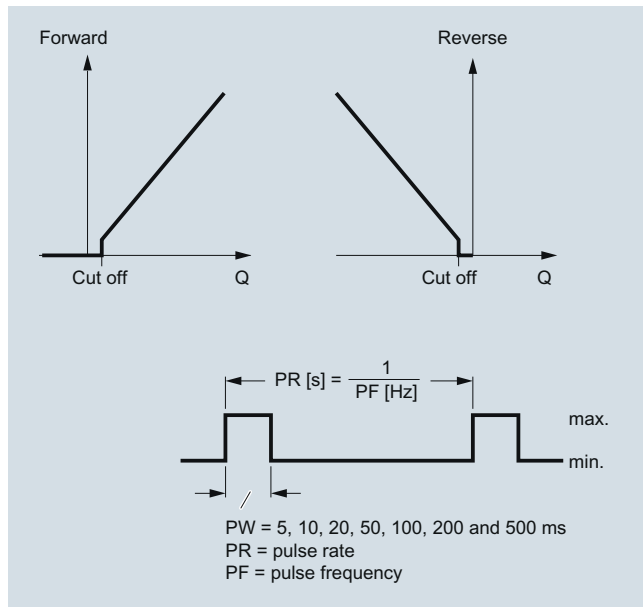 Forward
Reverse
Cut off
Q
Cut off
Q
PR [s] = 1 / PF [Hz]
max.
min.
PW = 5, 10, 20, 50, 100, 200 and 500 ms
PR = pulse rate
PF = pulse frequency